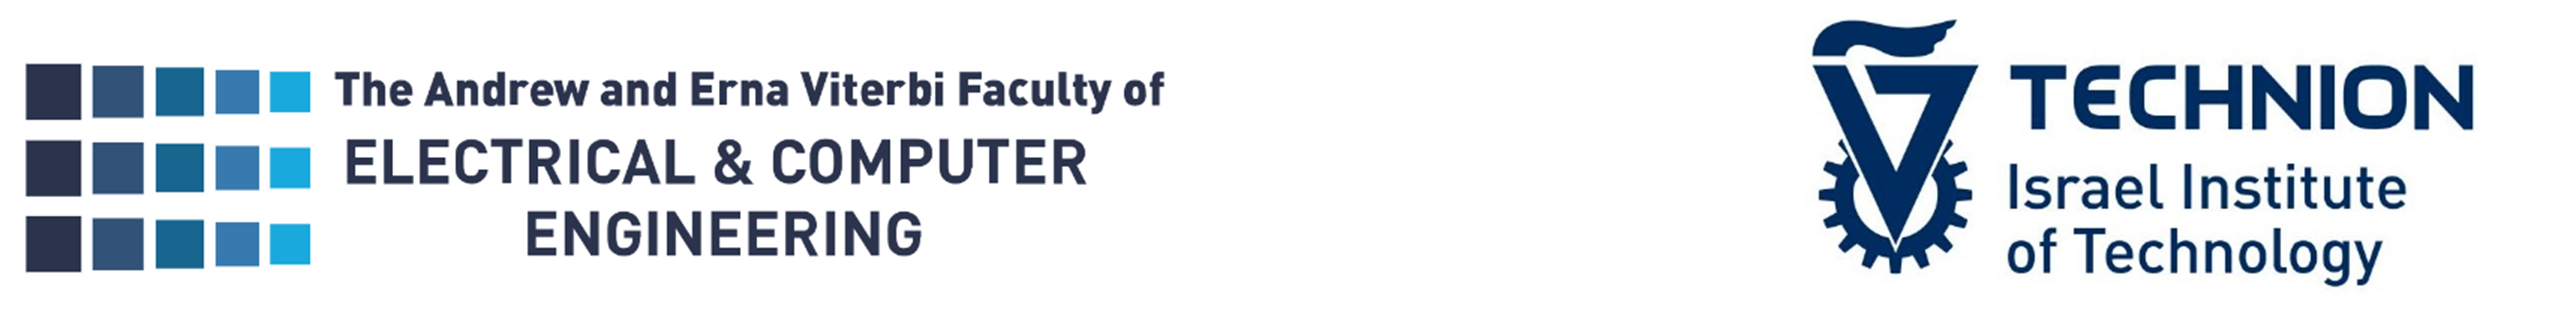 The Andrew and Erna Viterbi Faculty of
ELECTRICAL & COMPUTER
ENGINEERING
TECHNION
Israel Institute
of Technology